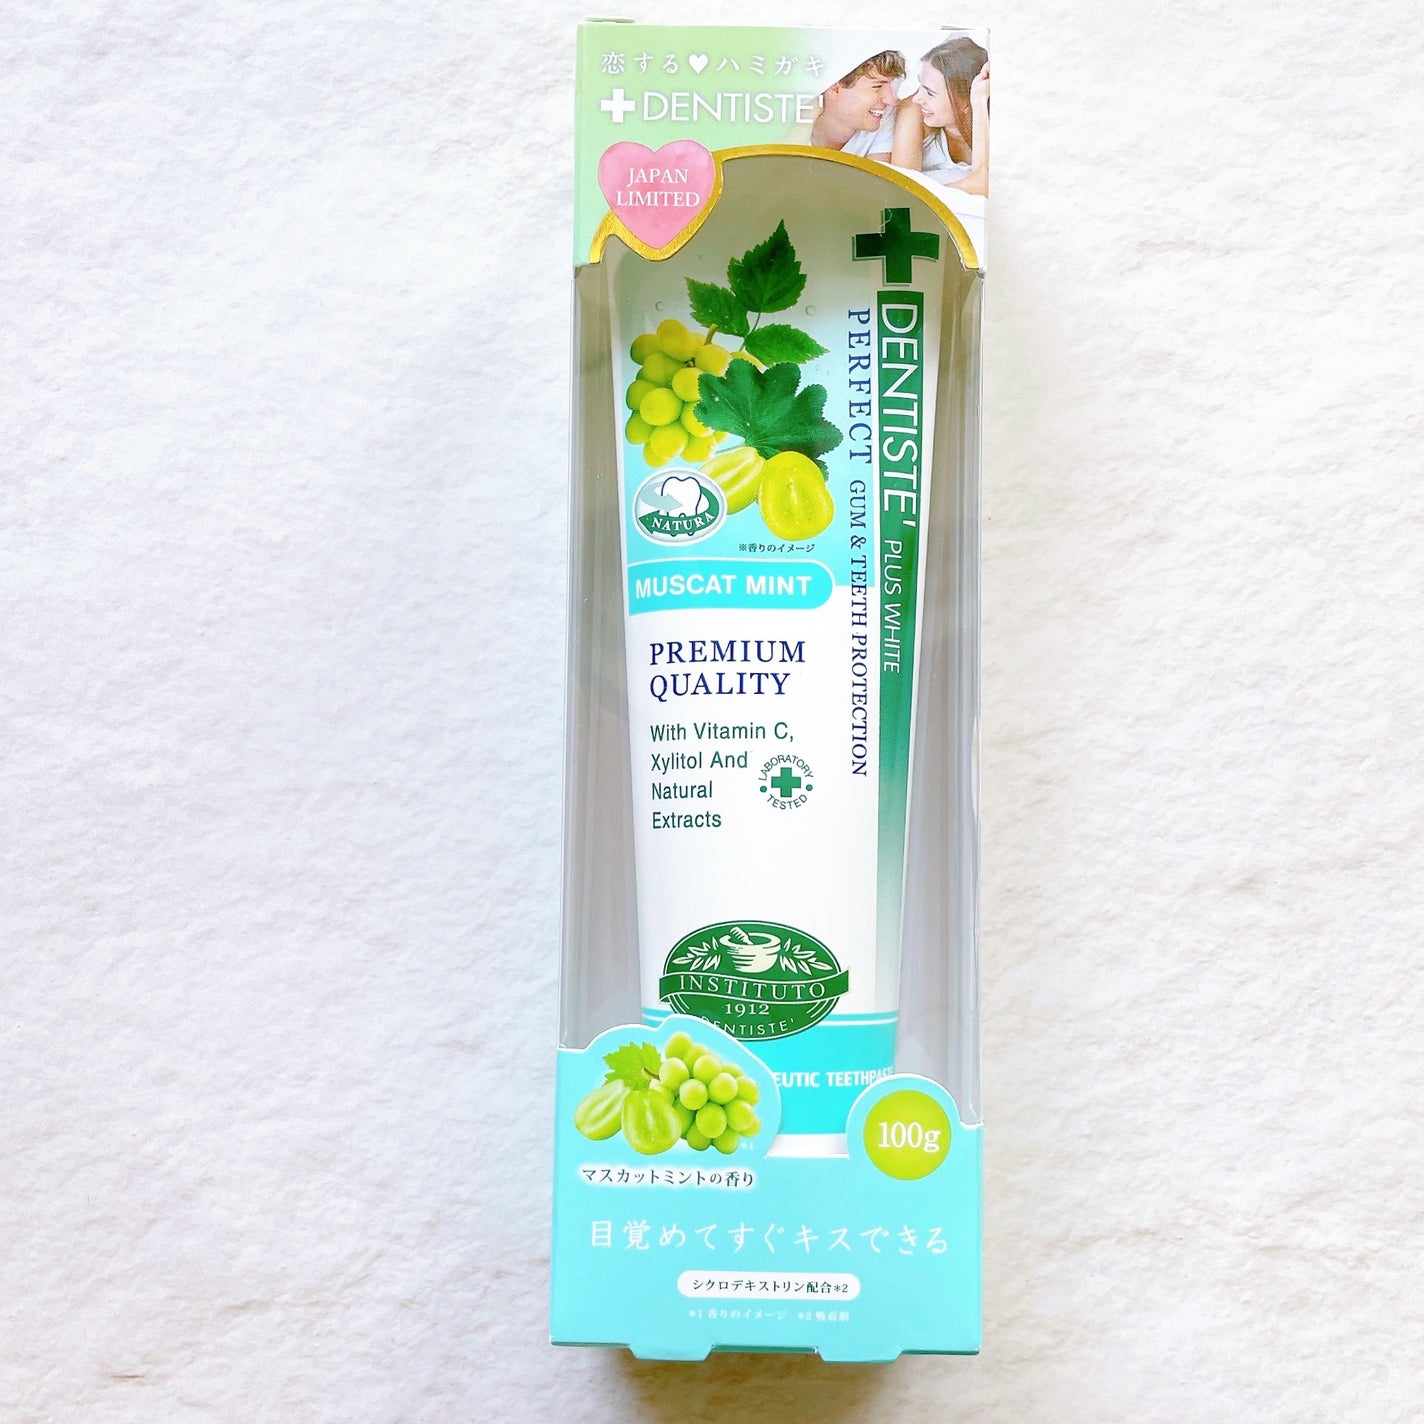 恋する♥ハミガキ
DENTISTE'
JAPAN
LIMITED
DENTISTE' PLUS WHITE
PERFECT GUM & TEETH PROTECTION
NATURA
※香りのイメージ
MUSCAT MINT
PREMIUM
QUALITY
With Vitamin C,
Xylitol And
Natural
Extracts
LABORATORY
TESTED
INSTITUTO
1912
DENTISTE'
TEETHPASTE
100g
*1
マスカットミントの香り
目覚めてすぐキスできる
シクロデキストリン配合*2
*1 香りのイメージ *2 吸着剤